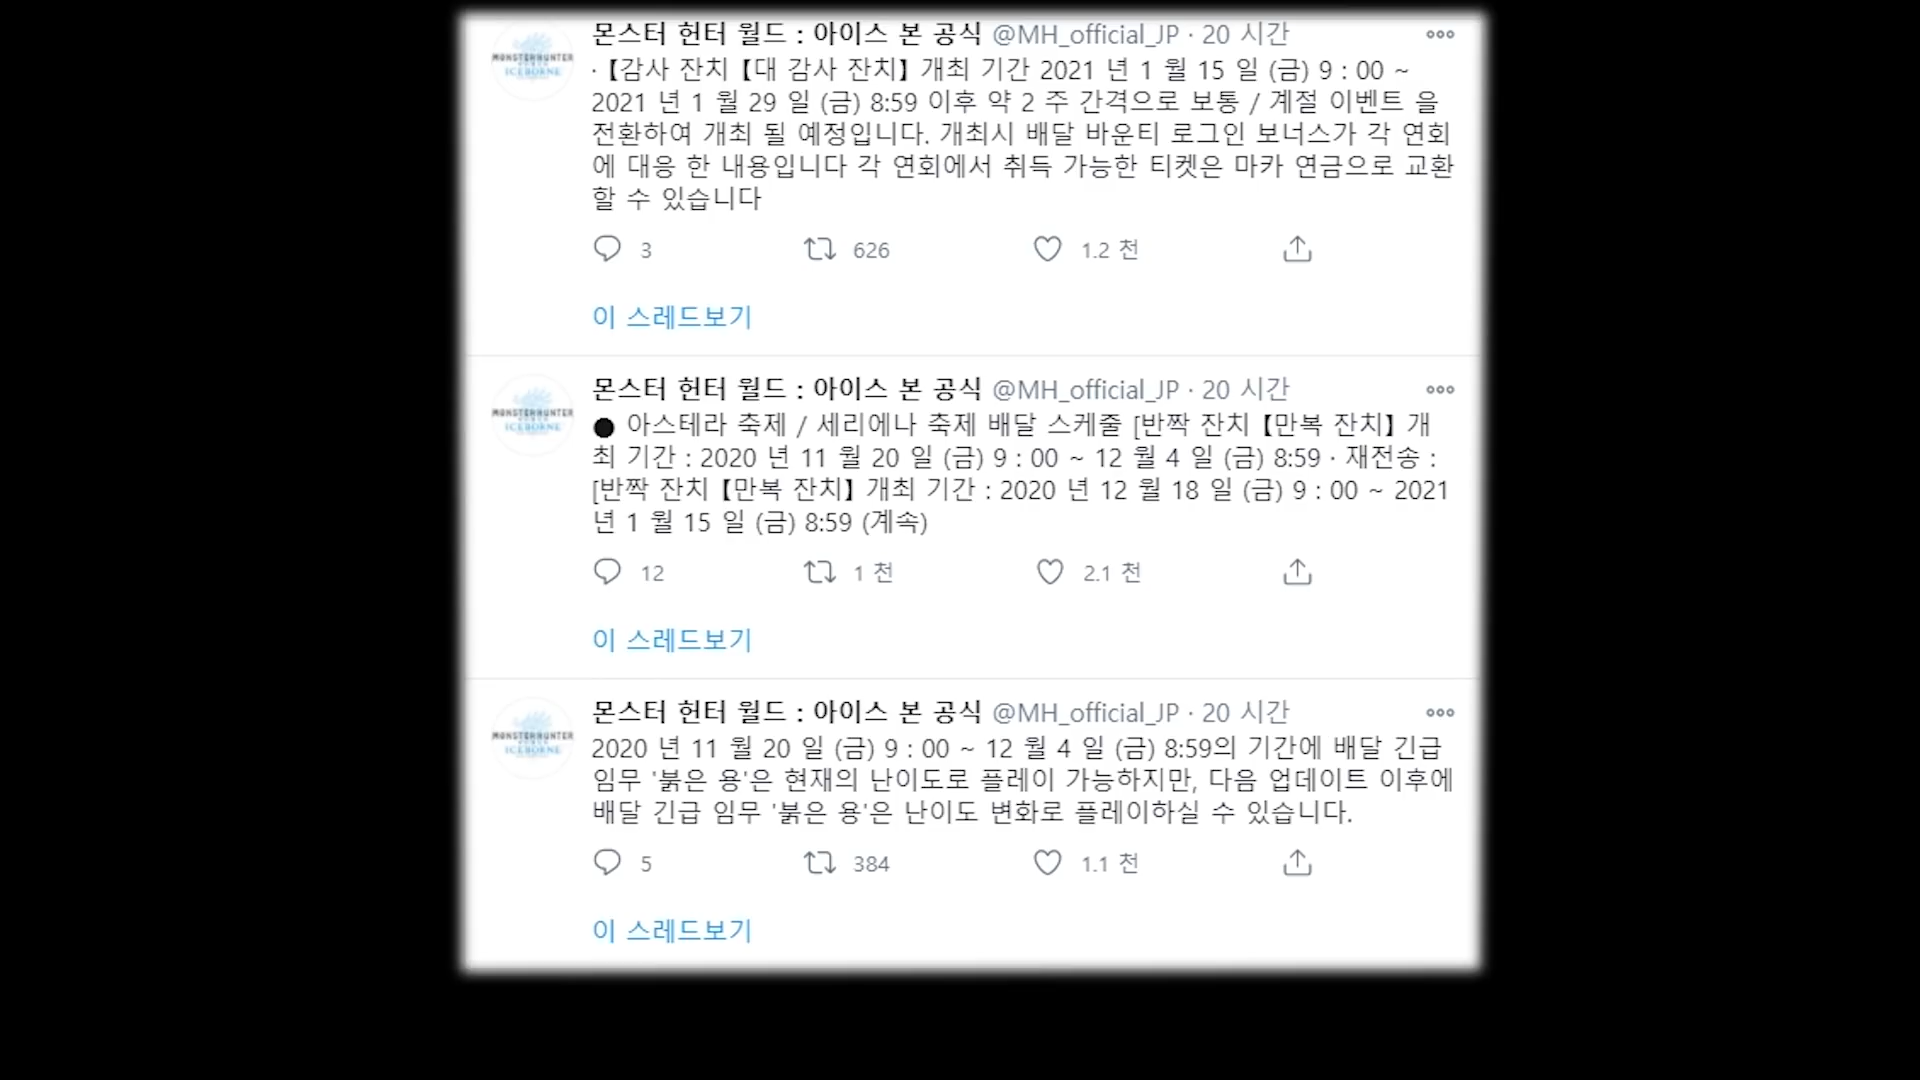 몬스터 헌터 월드 : 아이스 본 공식 @MH_official_JP · 20 시간
MONSTER HUNTER
ICEBORNE
·【감사 잔치【대 감사 잔치】개최 기간 2021 년 1 월 15 일 (금) 9 : 00 ~
2021 년 1 월 29 일 (금) 8:59 이후 약 2 주 간격으로 보통 / 계절 이벤트 을
전환하여 개최 될 예정입니다. 개최시 배달 바운티 로그인 보너스가 각 연회
에 대응 한 내용입니다 각 연회에서 취득 가능한 티켓은 마카 연금으로 교환
할 수 있습니다
3 626 1.2 천
이 스레드보기
몬스터 헌터 월드 : 아이스 본 공식 @MH_official_JP · 20 시간
MONSTER HUNTER
ICEBORNE
● 아스테라 축제 / 세리에나 축제 배달 스케줄 [반짝 잔치【만복 잔치】개
최 기간 : 2020 년 11 월 20 일 (금) 9 : 00 ~ 12 월 4 일 (금) 8:59 · 재전송 :
[반짝 잔치【만복 잔치】개최 기간 : 2020 년 12 월 18 일 (금) 9 : 00 ~ 2021
년 1 월 15 일 (금) 8:59 (계속)
12 1 천 2.1 천
이 스레드보기
몬스터 헌터 월드 : 아이스 본 공식 @MH_official_JP · 20 시간
MONSTER HUNTER
ICEBORNE
2020 년 11 월 20 일 (금) 9 : 00 ~ 12 월 4 일 (금) 8:59의 기간에 배달 긴급
임무 '붉은 용'은 현재의 난이도로 플레이 가능하지만, 다음 업데이트 이후에
배달 긴급 임무 '붉은 용'은 난이도 변화로 플레이하실 수 있습니다.
5 384 1.1 천
이 스레드보기